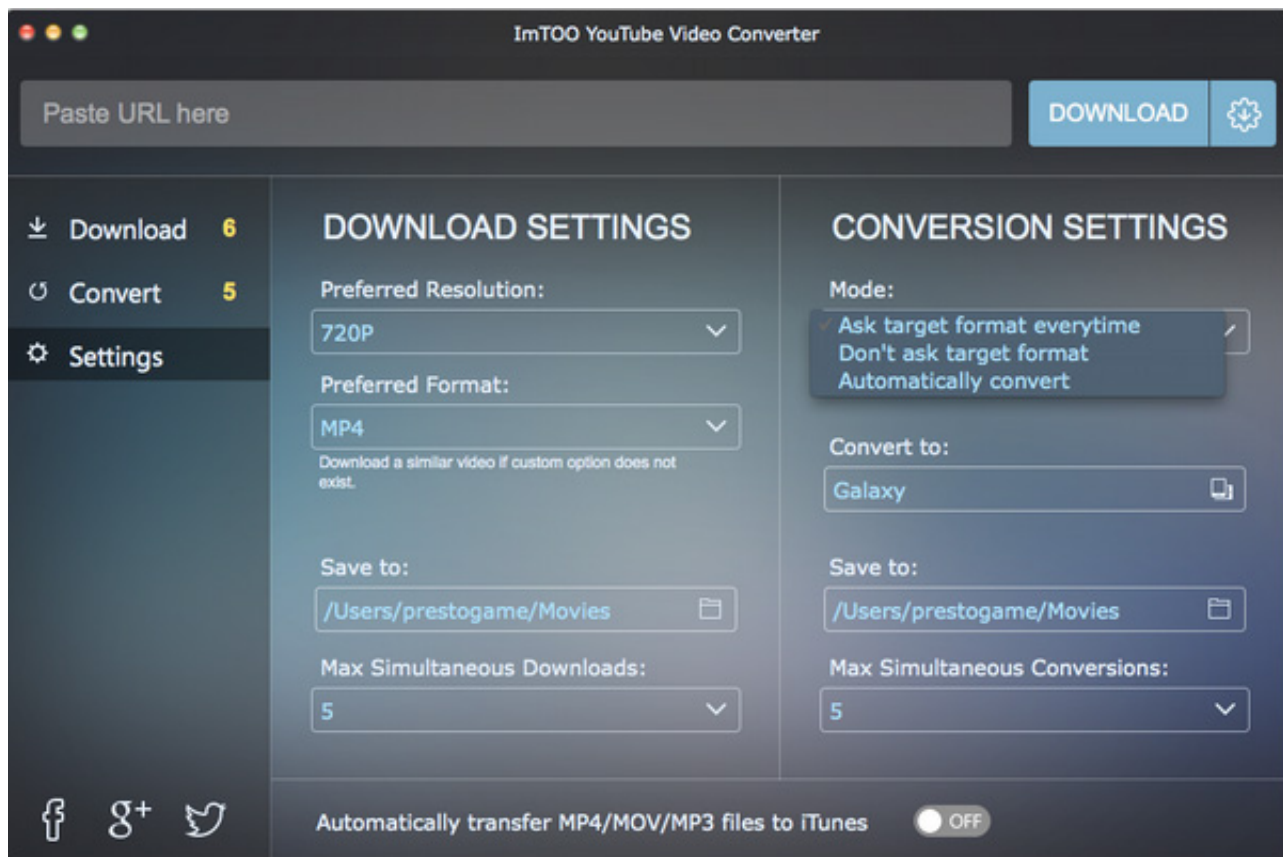 ImTOO YouTube Video Converter
Paste URL here
DOWNLOAD
Download 6
Convert 5
Settings
DOWNLOAD SETTINGS
Preferred Resolution:
720P
Preferred Format:
MP4
Download a similar video if custom option does not
exist.
Save to:
/Users/prestogame/Movies
Max Simultaneous Downloads:
5
CONVERSION SETTINGS
Mode:
Ask target format everytime
Don't ask target format
Automatically convert
Convert to:
Galaxy
Save to:
/Users/prestogame/Movies
Max Simultaneous Conversions:
5
f g+
Automatically transfer MP4/MOV/MP3 files to iTunes OFF